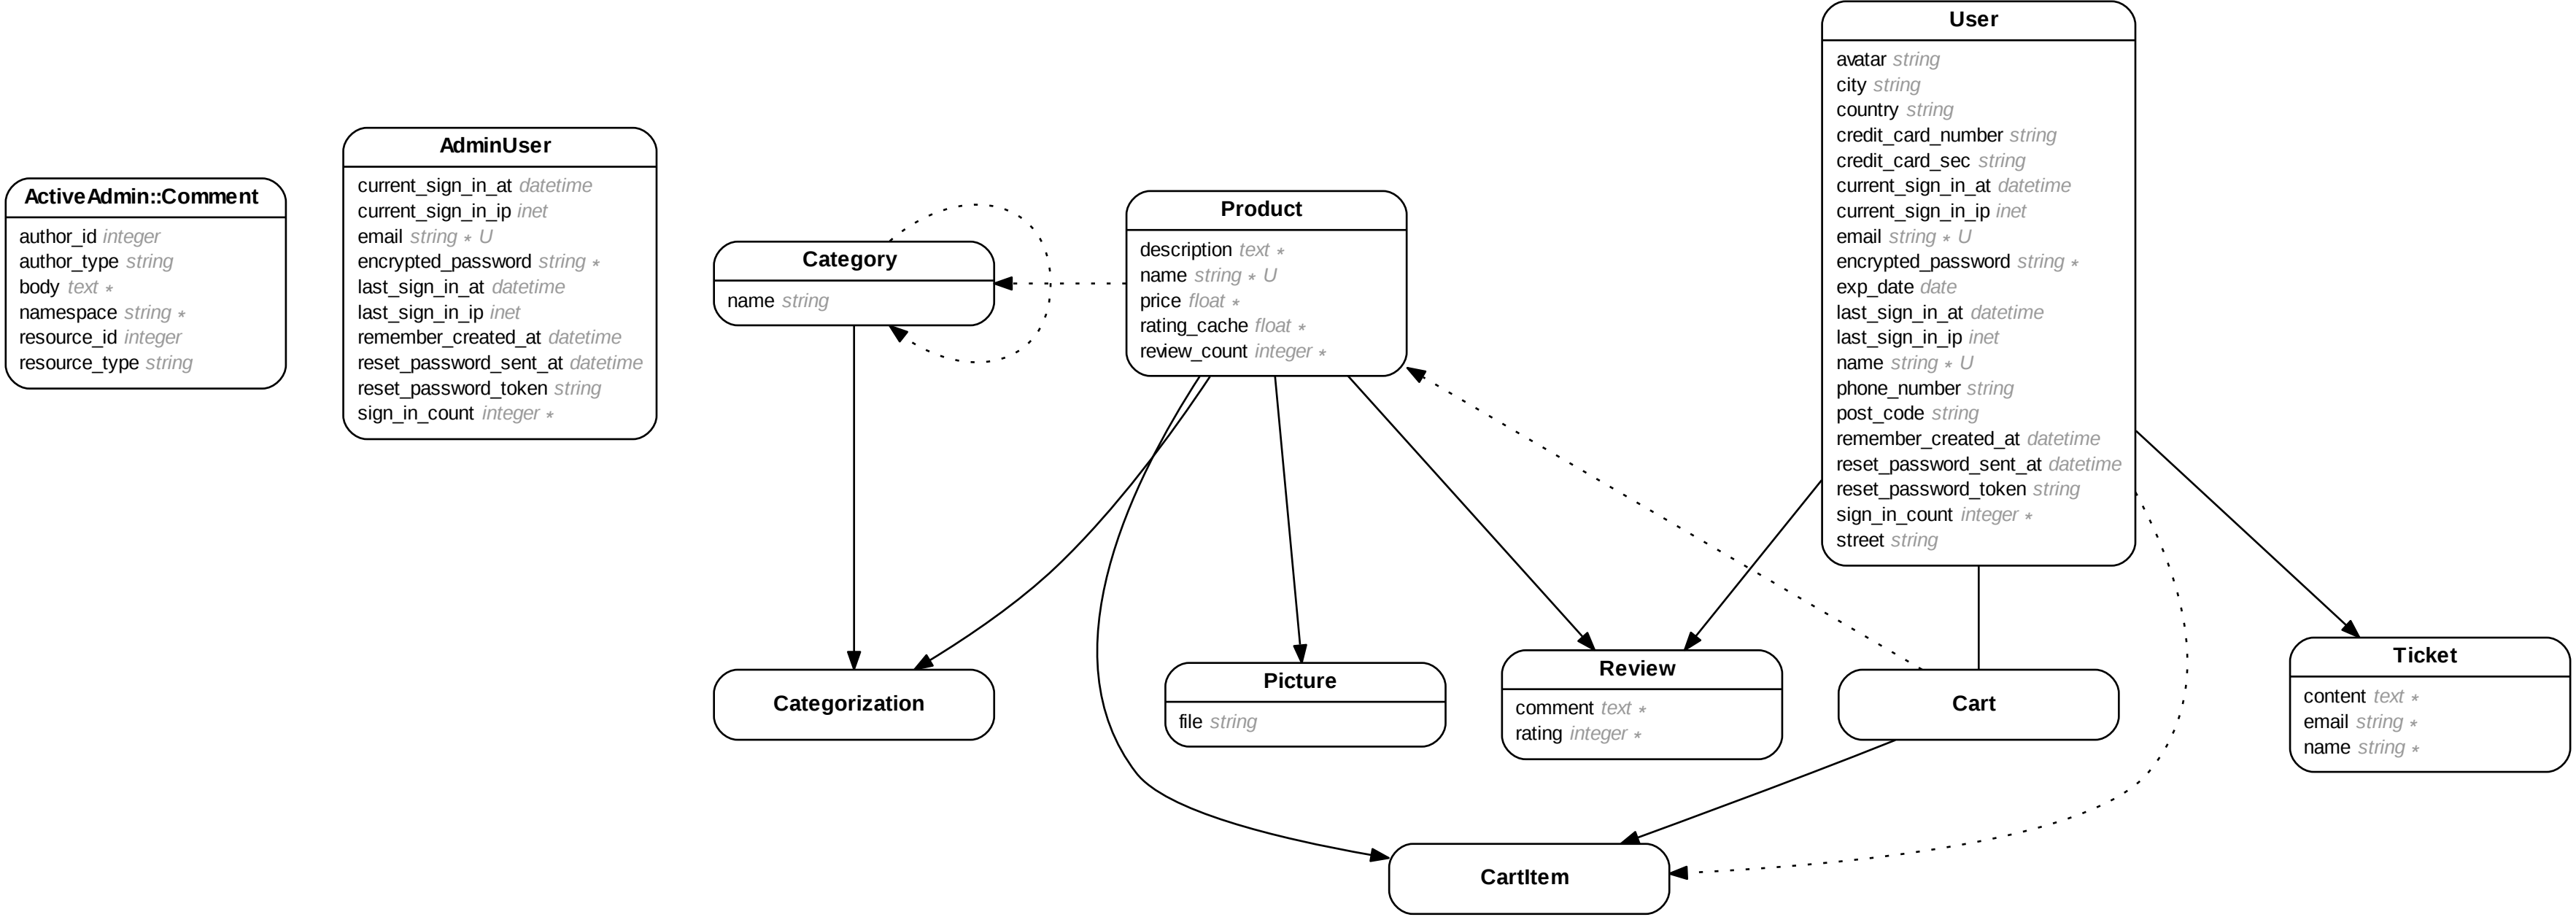 ActiveAdmin::Comment
author_id integer
author_type string
body text *
namespace string *
resource_id integer
resource_type string
AdminUser
current_sign_in_at datetime
current_sign_in_ip inet
email string * U
encrypted_password string *
last_sign_in_at datetime
last_sign_in_ip inet
remember_created_at datetime
reset_password_sent_at datetime
reset_password_token string
sign_in_count integer *
Category
name string
Product
description text *
name string * U
price float *
rating_cache float *
review_count integer *
User
avatar string
city string
country string
credit_card_number string
credit_card_sec string
current_sign_in_at datetime
current_sign_in_ip inet
email string * U
encrypted_password string *
exp_date date
last_sign_in_at datetime
last_sign_in_ip inet
name string * U
phone_number string
post_code string
remember_created_at datetime
reset_password_sent_at datetime
reset_password_token string
sign_in_count integer *
street string
Categorization
Picture
file string
Review
comment text *
rating integer *
Cart
Ticket
content text *
email string *
name string *
CartItem